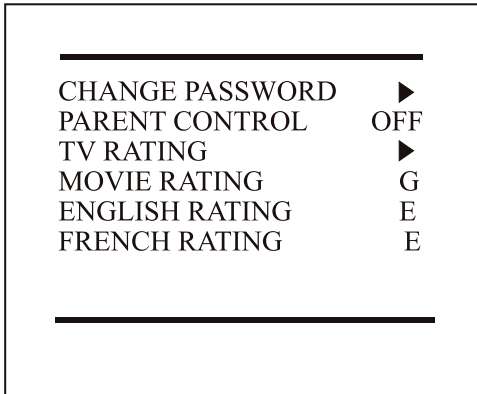 CHANGE PASSWORD ▶
PARENT CONTROL OFF
TV RATING ▶
MOVIE RATING G
ENGLISH RATING E
FRENCH RATING E